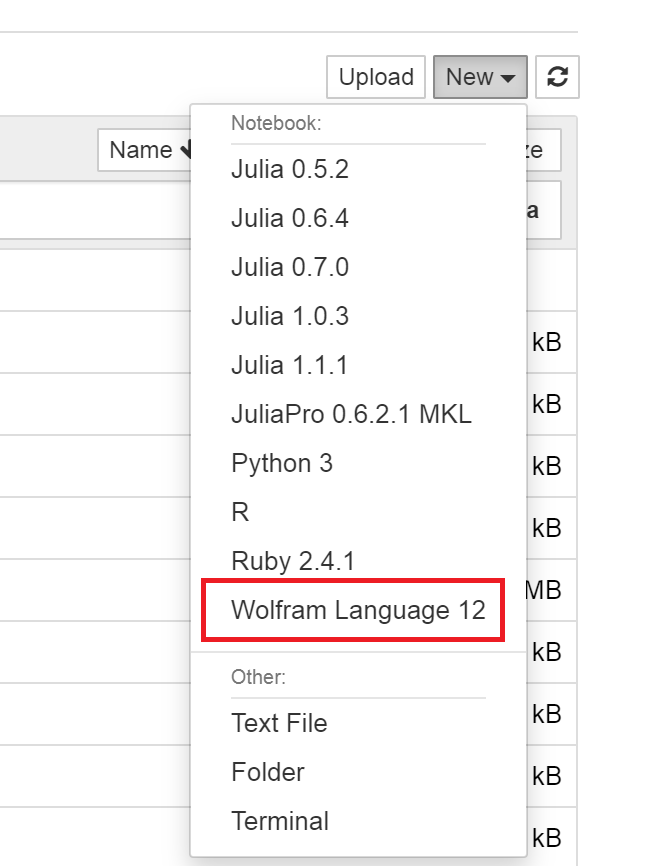 Upload New
Notebook:
Name ze
Julia 0.5.2
a
Julia 0.6.4
Julia 0.7.0
Julia 1.0.3
kB
Julia 1.1.1
kB
JuliaPro 0.6.2.1 MKL
Python 3
kB
R
kB
Ruby 2.4.1
MB
Wolfram Language 12
kB
Other:
Text File
kB
Folder
kB
Terminal
kB